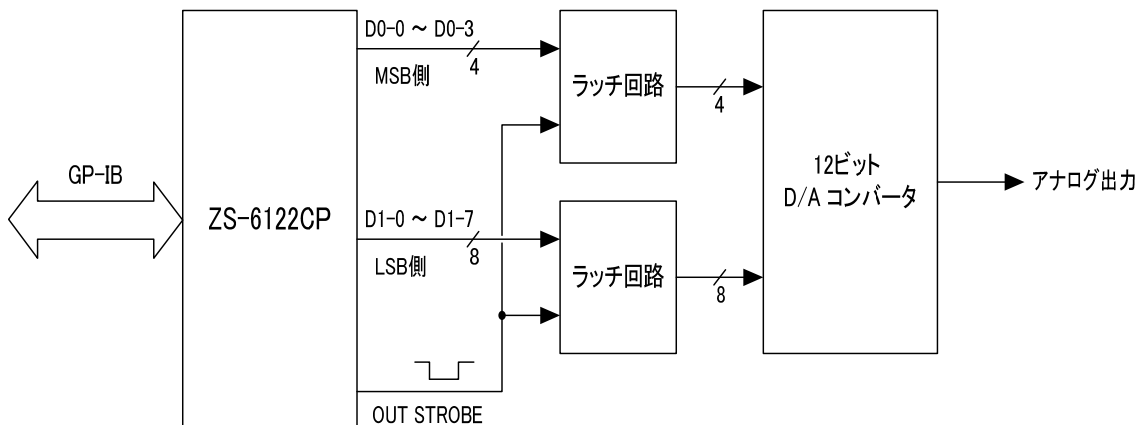 D0-0 ～ D0-3
4
MSB側
ラッチ回路
4
GP-IB
ZS-6122CP
12ビット
D/A コンバータ
アナログ出力
D1-0 ～ D1-7
8
LSB側
ラッチ回路
8
OUT STROBE